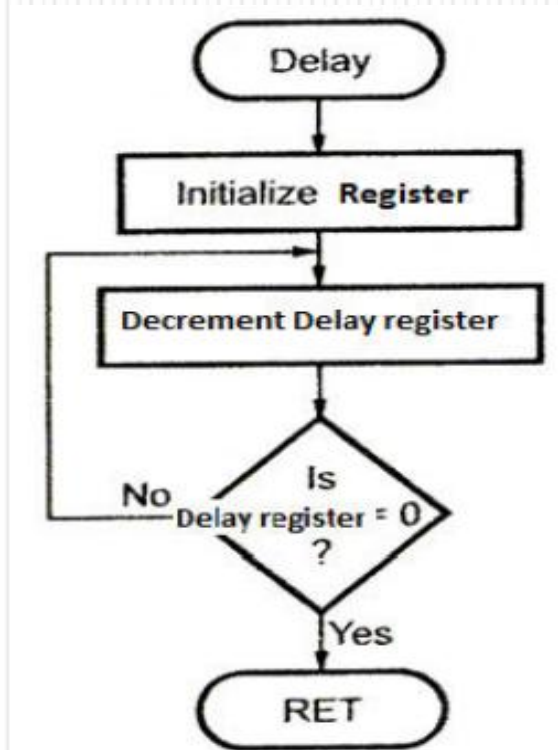 Delay
Initialize Register
Decrement Delay register
Is
No
Delay register = 0
?
Yes
RET